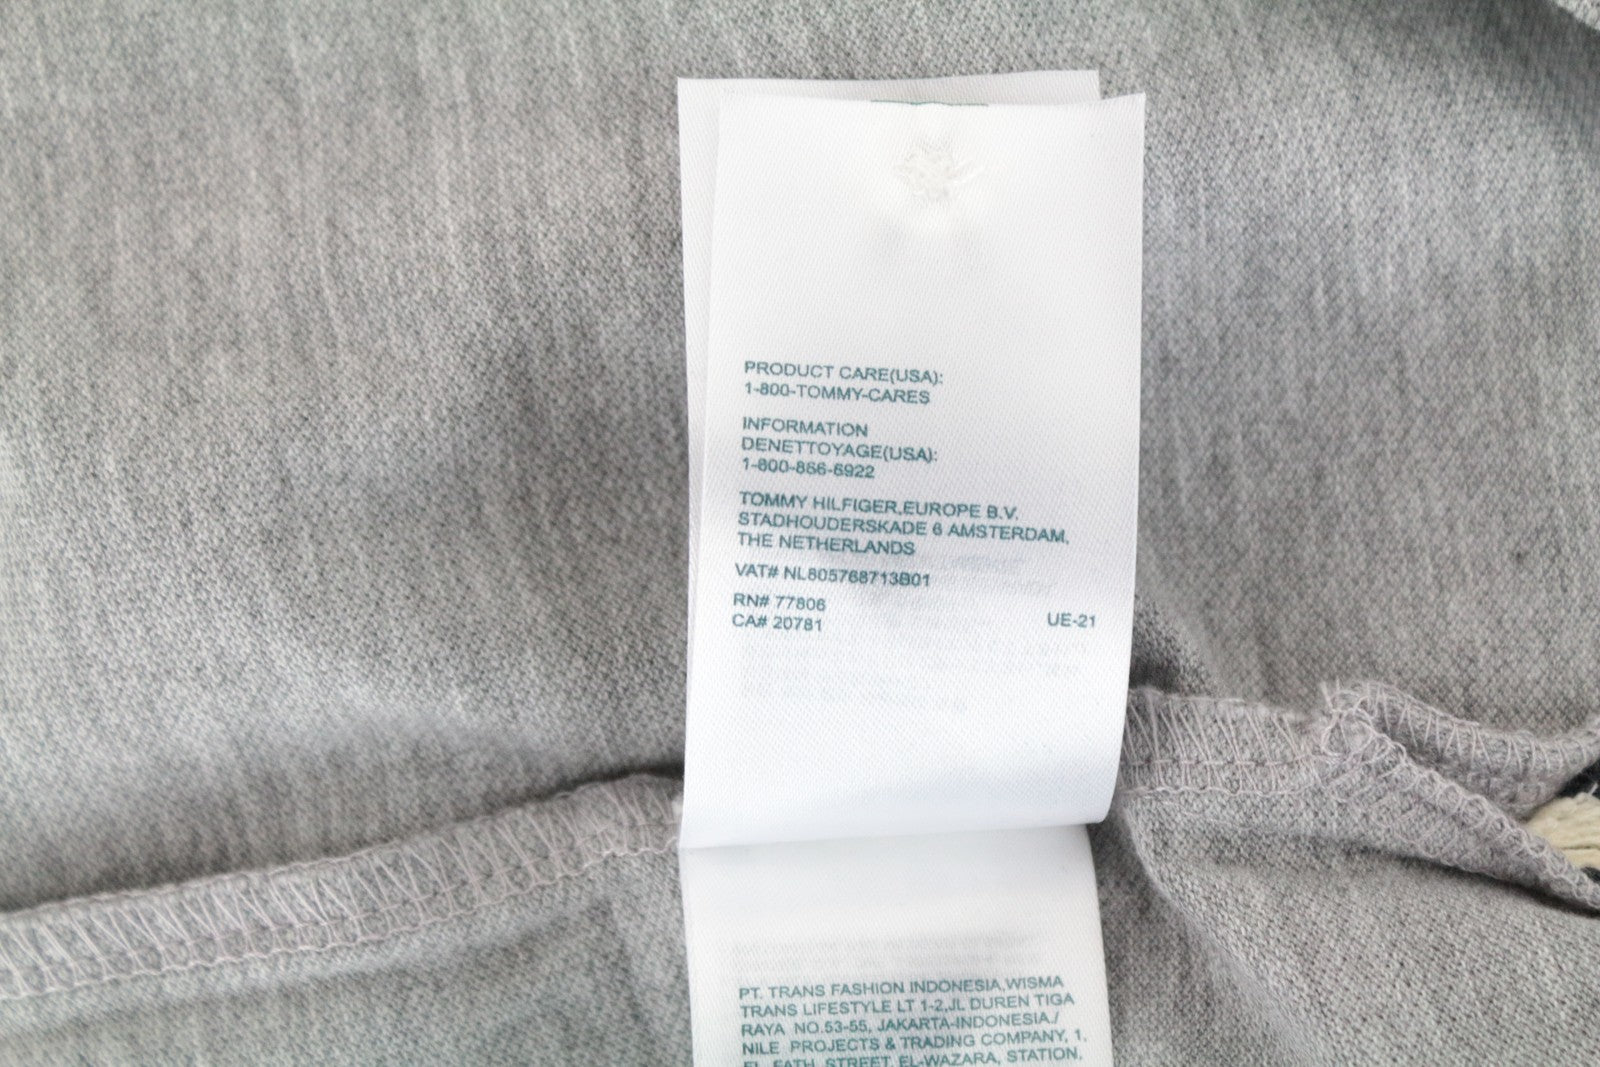 PRODUCT CARE(USA):
1-800-TOMMY-CARES
INFORMATION
DENETTOYAGE(USA):
1-800-866-6922
TOMMY HILFIGER,EUROPE B.V.
STADHOUDERSKADE 6 AMSTERDAM,
THE NETHERLANDS
VAT# NL805768713B01
RN# 77806
CA# 20781
UE-21
PT. TRANS FASHION INDONESIA,WISMA
TRANS LIFESTYLE LT 1-2,JL DUREN TIGA
RAYA NO.53-55, JAKARTA-INDONESIA./
NILE PROJECTS & TRADING COMPANY, 1,
EL-FATH STREET, EL-WAZARA, STATION,